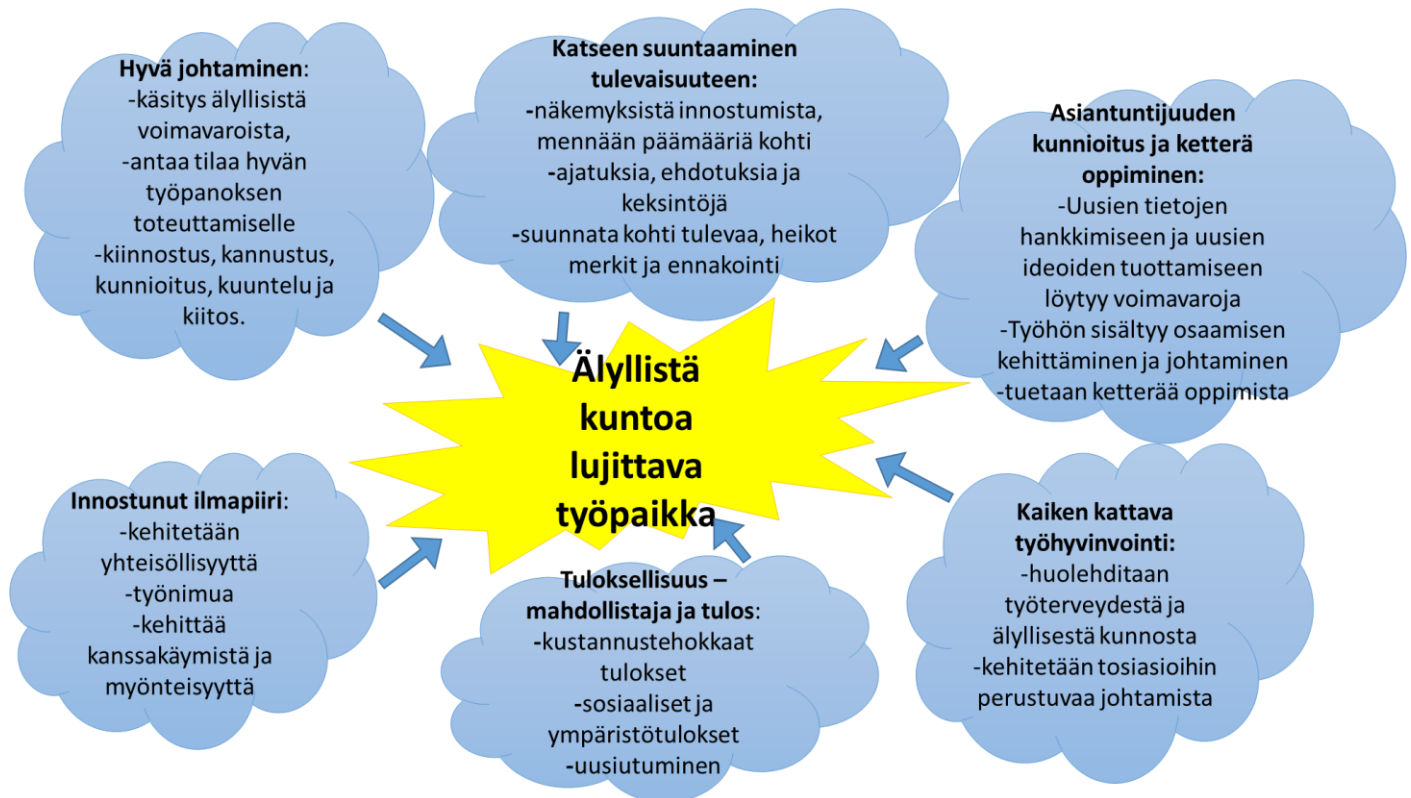 Hyvä johtaminen:
-käsitys älyllisistä
voimavaroista,
-antaa tilaa hyvän
työpanoksen
toteuttamiselle
-kiinnostus, kannustus,
kunnioitus, kuuntelu ja
kiitos.
Katseen suuntaaminen
tulevaisuuteen:
-näkemyksistä innostumista,
mennään päämääriä kohti
-ajatuksia, ehdotuksia ja
keksintöjä
-suunnata kohti tulevaa, heikot
merkit ja ennakointi
Asiantuntijuuden
kunnioitus ja ketterä
oppiminen:
-Uusien tietojen
hankkimiseen ja uusien
ideoiden tuottamiseen
löytyy voimavaroja
-Työhön sisältyy osaamisen
kehittäminen ja johtaminen
-tuetaan ketterää oppimista
Älyllistä
kuntoa
lujittava
työpaikka
Innostunut ilmapiiri:
-kehitetään
yhteisöllisyyttä
-työnimua
-kehittää
kanssakäymistä ja
myönteisyyttä
Tuloksellisuus –
mahdollistaja ja tulos:
-kustannustehokkaat
tulokset
-sosiaaliset ja
ympäristötulokset
-uusiutuminen
Kaiken kattava
työhyvinvointi:
-huolehditaan
työterveydestä ja
älyllisestä kunnosta
-kehitetään tosiasioihin
perustuvaa johtamista